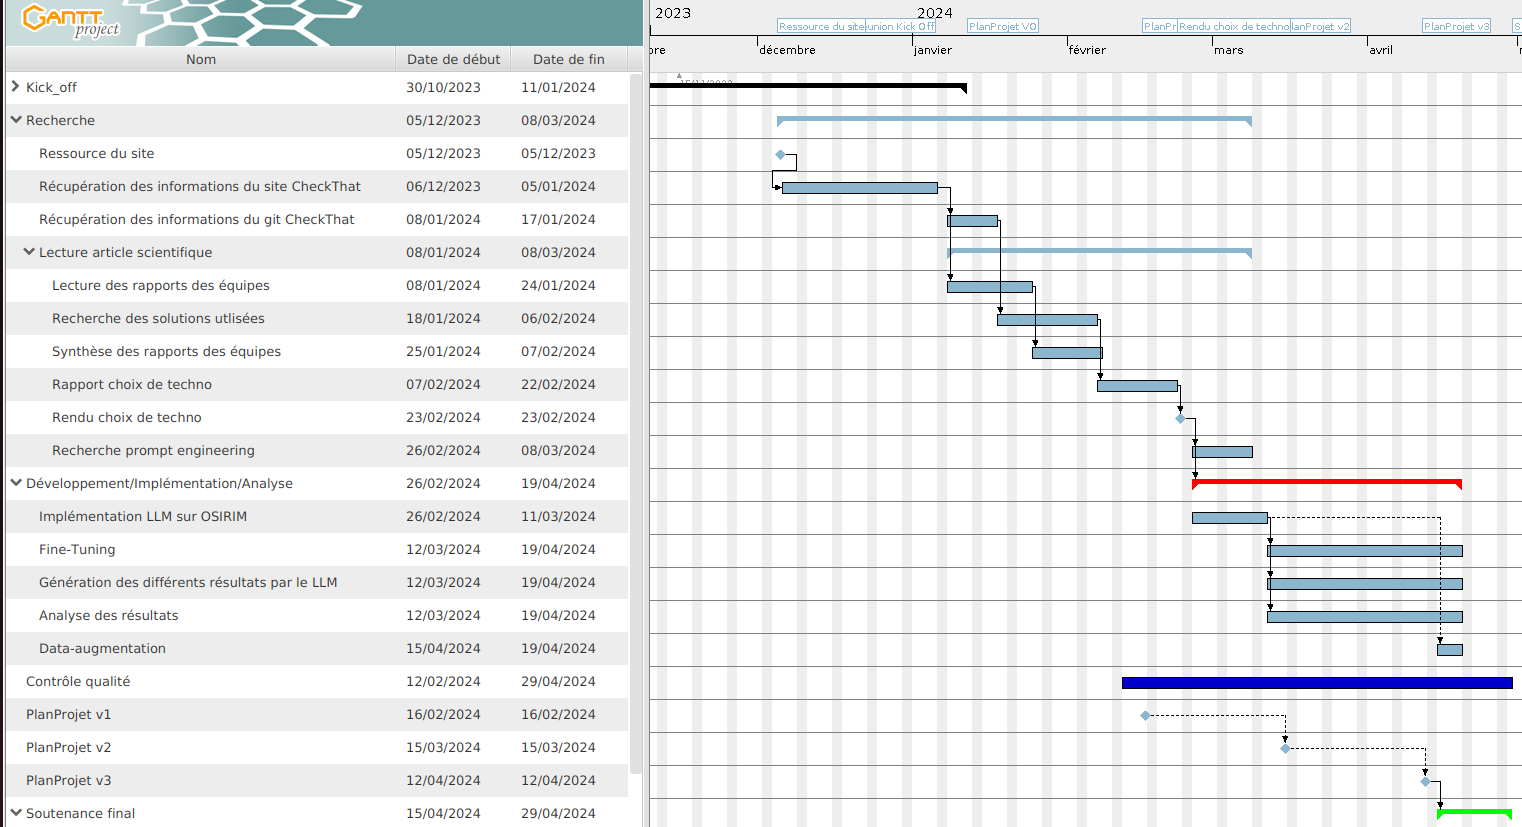 GANTT
project
Nom Date de début Date de fin
2023 2024
Ressource du site union Kick Off PlanProjet V0 PlanPr Rendu choix de techno lanProjet v2 PlanProjet v3 S
bre décembre janvier février mars avril
15/11/2023
Kick_off 30/10/2023 11/01/2024
Recherche 05/12/2023 08/03/2024
Ressource du site 05/12/2023 05/12/2023
Récupération des informations du site CheckThat 06/12/2023 05/01/2024
Récupération des informations du git CheckThat 08/01/2024 17/01/2024
Lecture article scientifique 08/01/2024 08/03/2024
Lecture des rapports des équipes 08/01/2024 24/01/2024
Recherche des solutions utlisées 18/01/2024 06/02/2024
Synthèse des rapports des équipes 25/01/2024 07/02/2024
Rapport choix de techno 07/02/2024 22/02/2024
Rendu choix de techno 23/02/2024 23/02/2024
Recherche prompt engineering 26/02/2024 08/03/2024
Développement/Implémentation/Analyse 26/02/2024 19/04/2024
Implémentation LLM sur OSIRIM 26/02/2024 11/03/2024
Fine-Tuning 12/03/2024 19/04/2024
Génération des différents résultats par le LLM 12/03/2024 19/04/2024
Analyse des résultats 12/03/2024 19/04/2024
Data-augmentation 15/04/2024 19/04/2024
Contrôle qualité 12/02/2024 29/04/2024
PlanProjet v1 16/02/2024 16/02/2024
PlanProjet v2 15/03/2024 15/03/2024
PlanProjet v3 12/04/2024 12/04/2024
Soutenance final 15/04/2024 29/04/2024